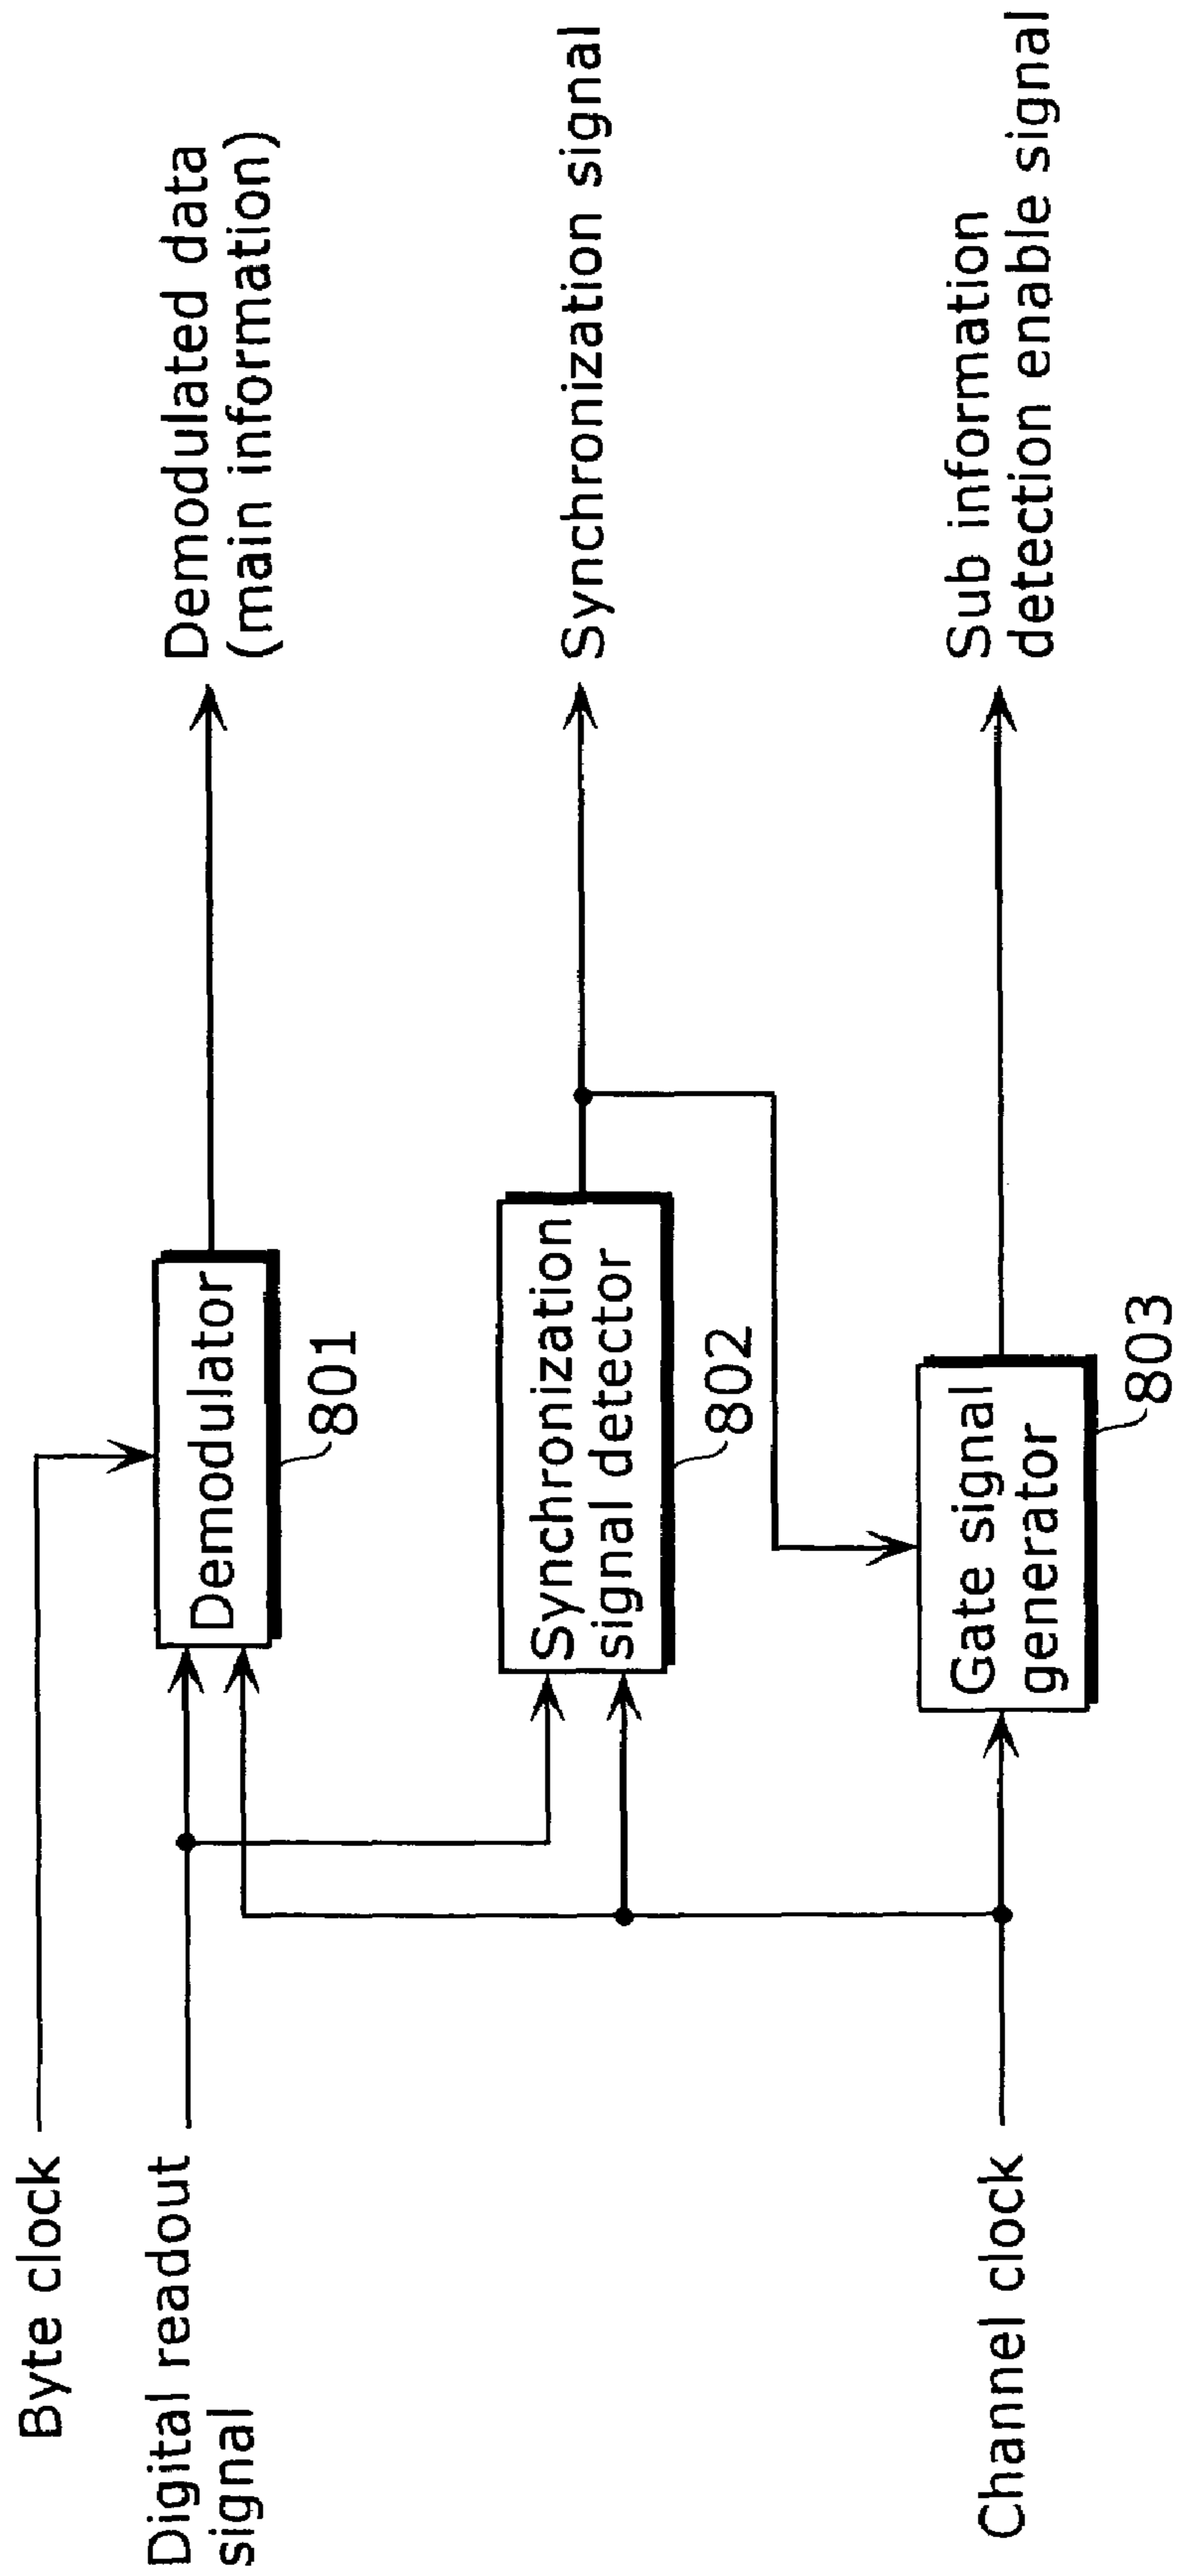 Byte clock
Digital readout
signal
Channel clock
Demodulator
801
Synchronization
signal detector
802
Gate signal
generator
803
Demodulated data
(main information)
Synchronization signal
Sub information
detection enable signal